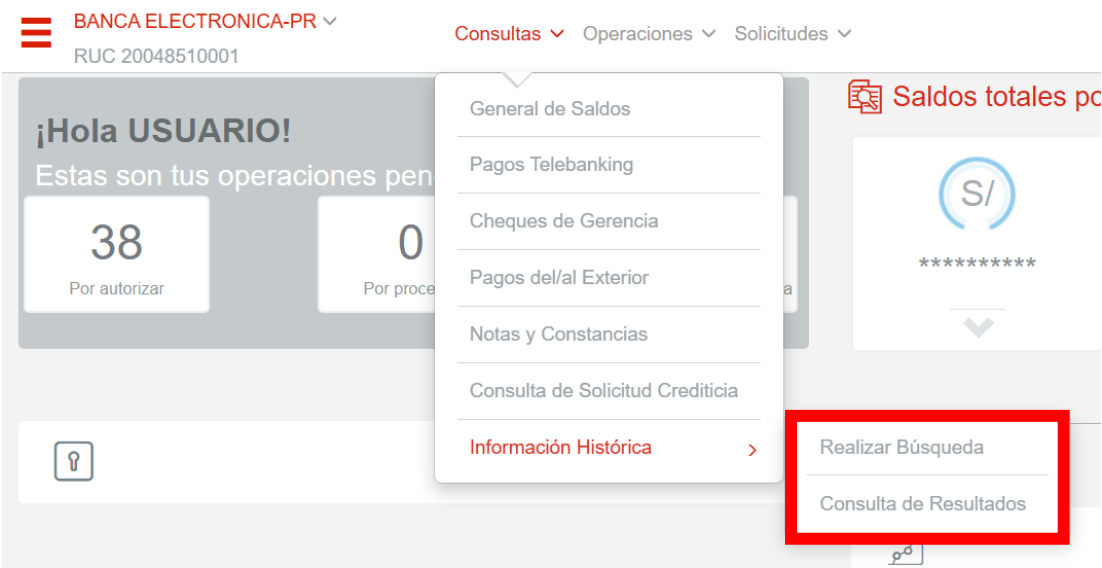 BANCA ELECTRONICA-PR
RUC 20048510001
Consultas
Operaciones
Solicitudes
¡Hola USUARIO!
Estas son tus operaciones pen
38
Por autorizar
0
Por proce
a
General de Saldos
Pagos Telebanking
Cheques de Gerencia
Pagos del/al Exterior
Notas y Constancias
Consulta de Solicitud Crediticia
Información Histórica
Realizar Búsqueda
Consulta de Resultados
Saldos totales po
S/
**********